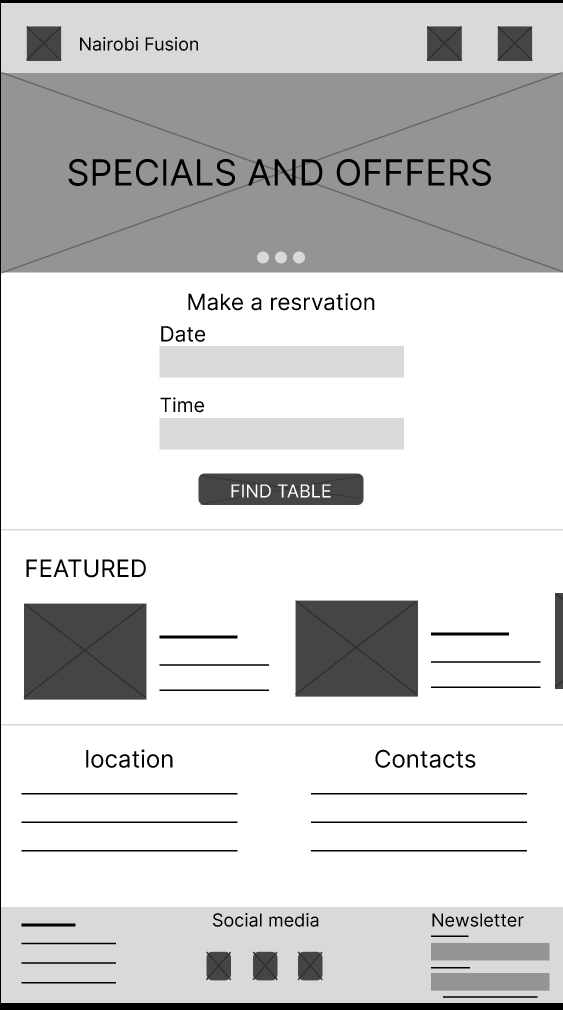 Nairobi Fusion
SPECIALS AND OFFFERS
Make a resrvation
Date
Time
FIND TABLE
FEATURED
location
Contacts
Social media
Newsletter